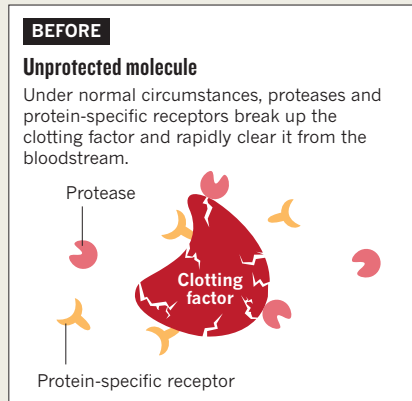 BEFORE
Unprotected molecule
Under normal circumstances, proteases and
protein-specific receptors break up the
clotting factor and rapidly clear it from the
bloodstream.
Protease
Clotting
factor
Protein-specific receptor